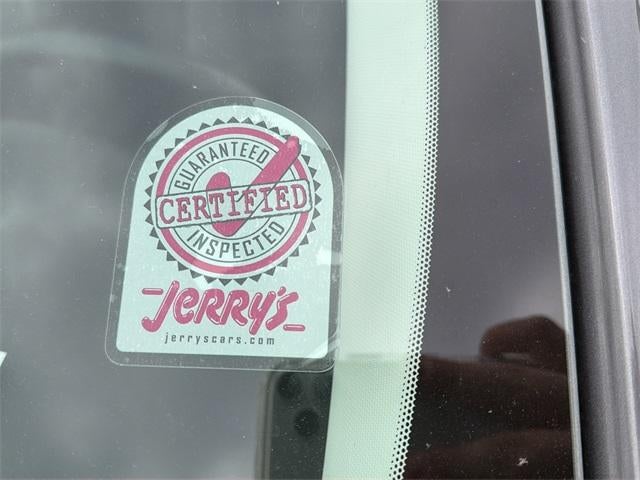 GUARANTEED
CERTIFIED
INSPECTED
JERRY'S
jerryscars.com